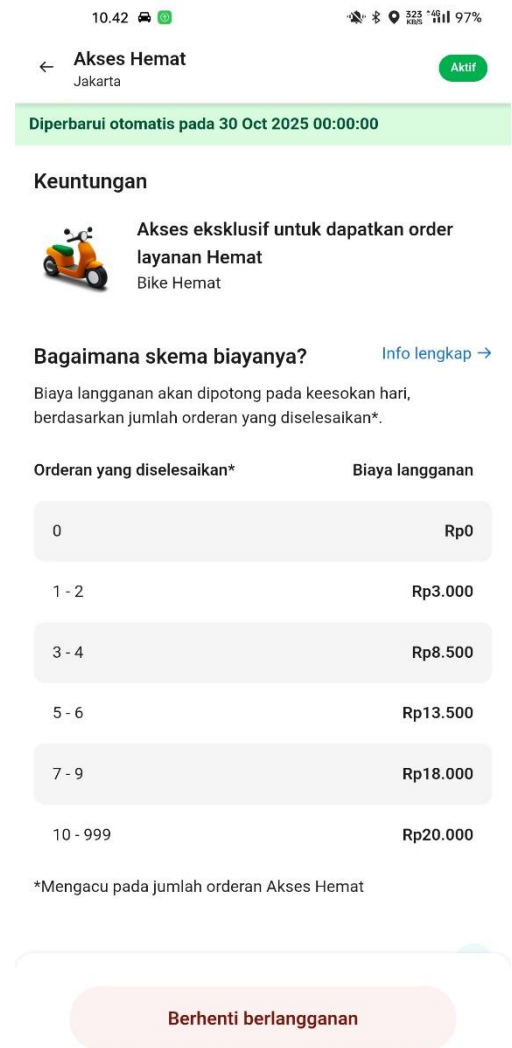 10.42
323 KB/S 4G 97%
Akses Hemat
Jakarta
Aktif
Diperbarui otomatis pada 30 Oct 2025 00:00:00
Keuntungan
Akses eksklusif untuk dapatkan order
layanan Hemat
Bike Hemat
Bagaimana skema biayanya?
Info lengkap →
Biaya langganan akan dipotong pada keesokan hari,
berdasarkan jumlah orderan yang diselesaikan*.
Orderan yang diselesaikan* Biaya langganan
0 Rp0
1 - 2 Rp3.000
3 - 4 Rp8.500
5 - 6 Rp13.500
7 - 9 Rp18.000
10 - 999 Rp20.000
*Mengacu pada jumlah orderan Akses Hemat
Berhenti berlangganan